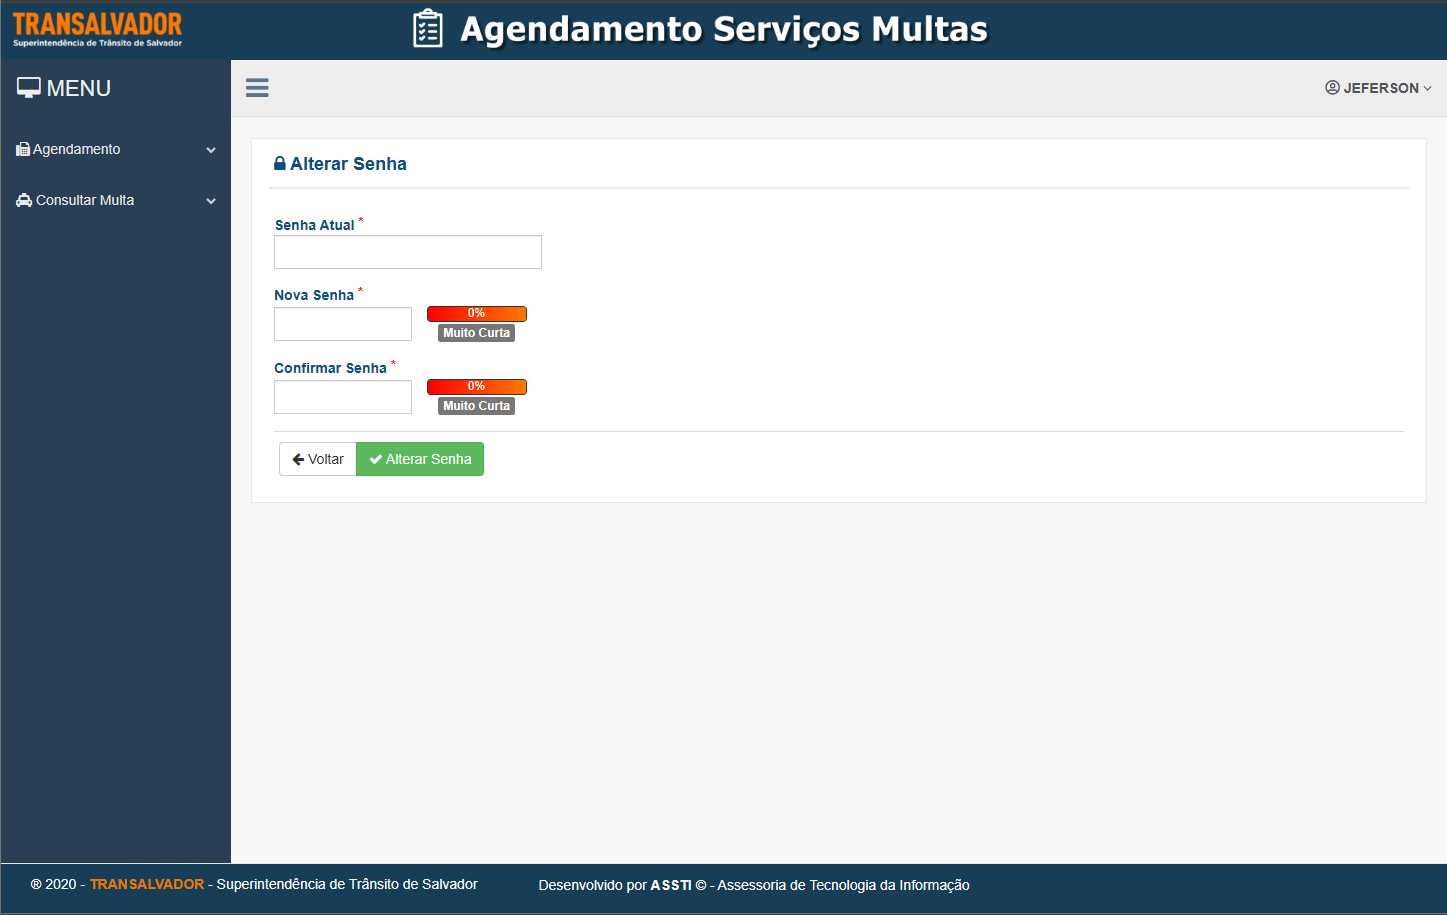 TRANSALVADOR
Superintendência de Trânsito de Salvador
Agendamento Serviços Multas
MENU
JEFERSON
Agendamento
Consultar Multa
Alterar Senha
Senha Atual *
Nova Senha *
0%
Muito Curta
Confirmar Senha *
0%
Muito Curta
Voltar
Alterar Senha
® 2020 - TRANSALVADOR - Superintendência de Trânsito de Salvador
Desenvolvido por ASSTI © - Assessoria de Tecnologia da Informação